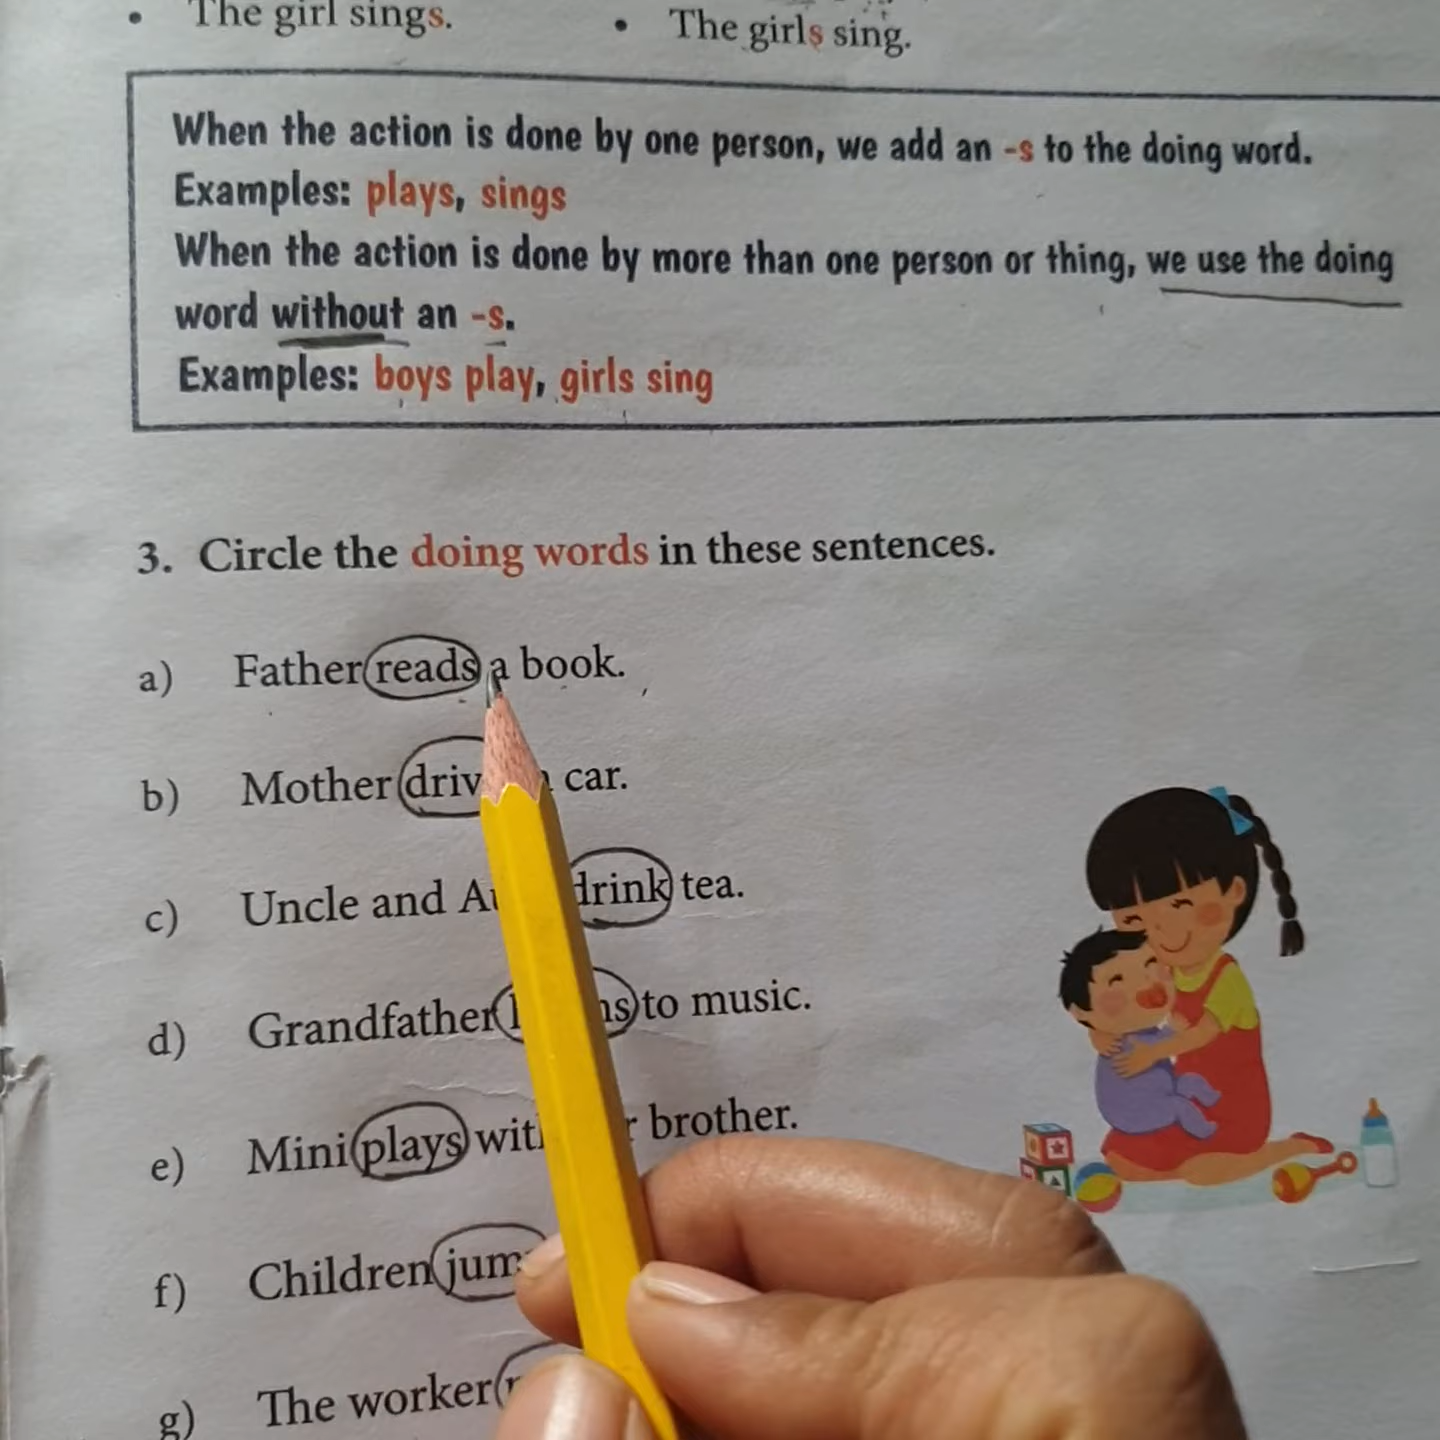 The girl sings.
The girls sing.
When the action is done by one person, we add an -s to the doing word.
Examples: plays, sings
When the action is done by more than one person or thing, we use the doing
word without an -s.
Examples: boys play, girls sing
3. Circle the doing words in these sentences.
a) Father reads a book.
b) Mother car.
c) Uncle and drink tea.
d) Grandfather to music.
e) Mini plays brother.
f) Children
g) The worker